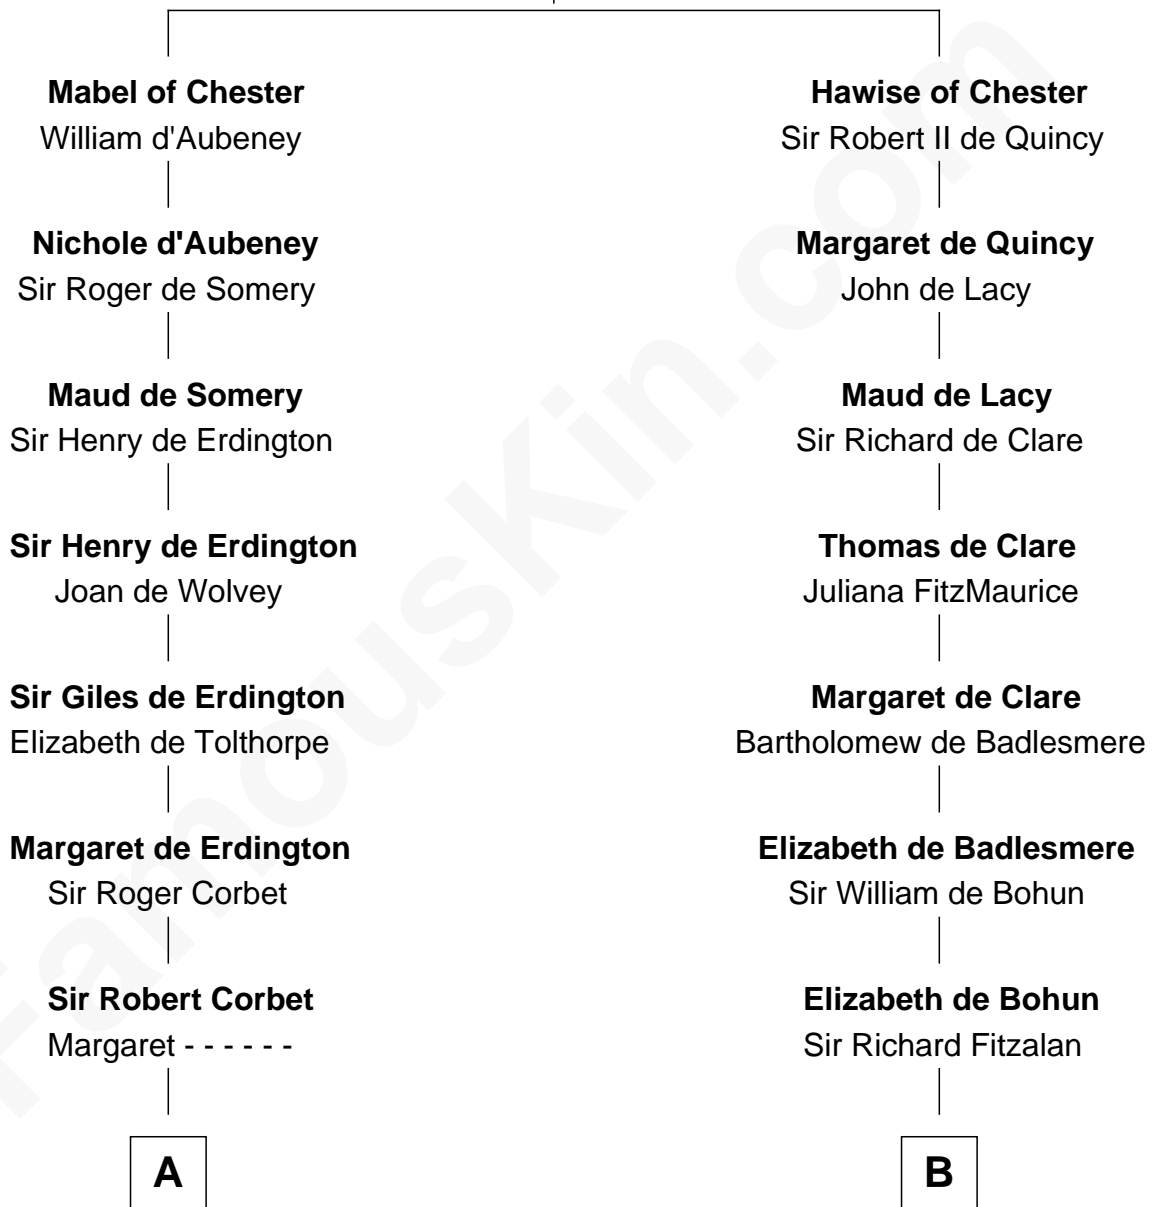 Mabel of Chester
William d'Aubeney
Nichole d'Aubeney
Sir Roger de Somery
Maud de Somery
Sir Henry de Erdington
Sir Henry de Erdington
Joan de Wolvey
Sir Giles de Erdington
Elizabeth de Tolthorpe
Margaret de Erdington
Sir Roger Corbet
Sir Robert Corbet
Margaret - - - - - -
A
Hawise of Chester
Sir Robert II de Quincy
Margaret de Quincy
John de Lacy
Maud de Lacy
Sir Richard de Clare
Thomas de Clare
Juliana FitzMaurice
Margaret de Clare
Bartholomew de Badlesmere
Elizabeth de Badlesmere
Sir William de Bohun
Elizabeth de Bohun
Sir Richard Fitzalan
B
FamousKin.com